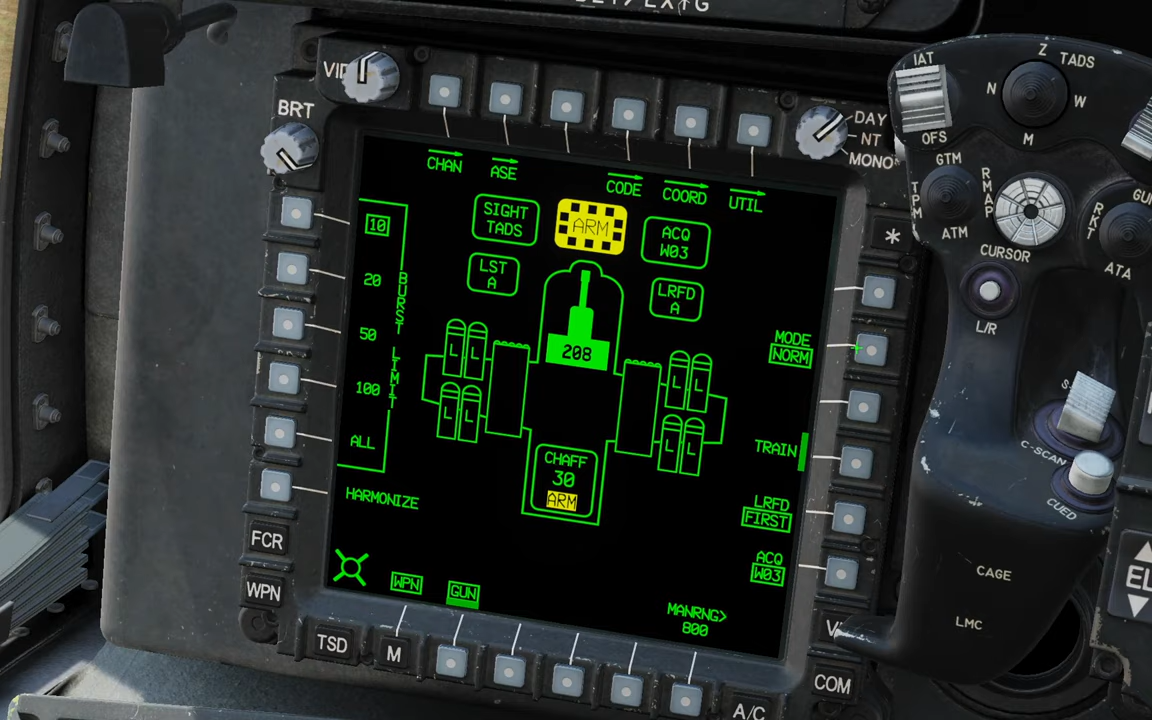 VID
BRT
DAY
NT
MONO
CHAN
ASE
CODE
COORD
UTIL
SIGHT
TADS
ARM
ACQ
W03
LST
A
LRFD
A
10
20
50
100
ALL
BURST LIMIT
208
L
L
L
L
L
L
L
L
MODE
NORM
TRAIN
LRFD
FIRST
ACQ
W03
CHAFF
30
ARM
HARMONIZE
WPN
GUN
MANRNG>
800
FCR
WPN
TSD
M
A/C
COM
*
IAT
OFS
Z
TADS
N
W
M
GTM
RMAP
TPM
ATM
CURSOR
RKT
ATA
L/R
C-SCAN
CUED
CAGE
LMC
EL